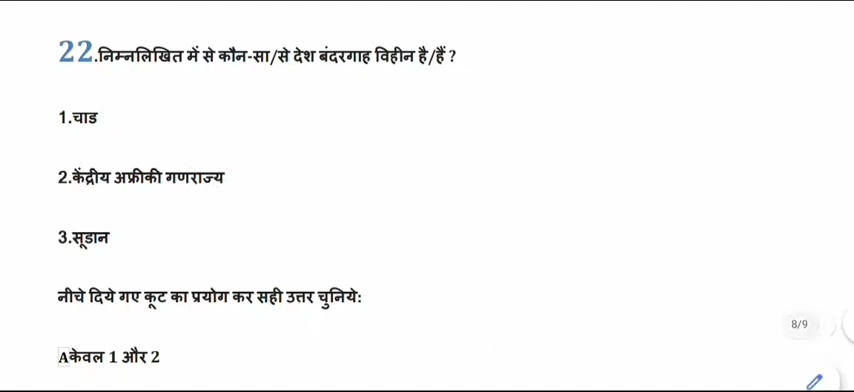 22.निम्नलिखित में से कौन-सा/से देश बंदरगाह विहीन है/हैं ?
1.चाड
2.केंद्रीय अफ्रीकी गणराज्य
3.सूडान
नीचे दिये गए कूट का प्रयोग कर सही उत्तर चुनिये:
8/9
Aकेवल 1 और 2